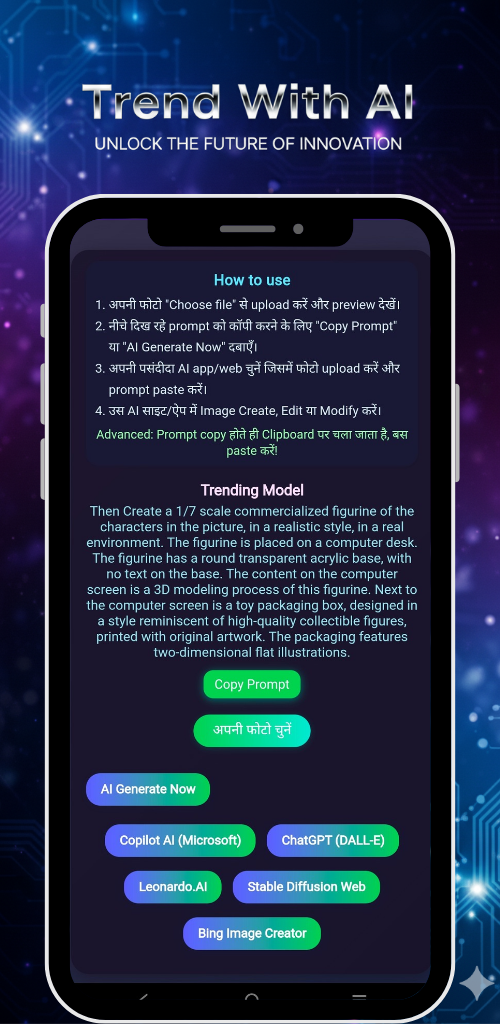 Trend With AI
UNLOCK THE FUTURE OF INNOVATION
How to use
1. अपनी फोटो "Choose file" से upload करें और preview देखें।
2. नीचे दिख रहे prompt को कॉपी करने के लिए "Copy Prompt"
या "AI Generate Now" दबाएँ।
3. अपनी पसंदीदा AI app/web चुनें जिसमें फोटो upload करें और
prompt paste करें।
4. उस AI साइट/ऐप में Image Create, Edit या Modify करें।
Advanced: Prompt copy होते ही Clipboard पर चला जाता है, बस
paste करें!
Trending Model
Then Create a 1/7 scale commercialized figurine of the
characters in the picture, in a realistic style, in a real
environment. The figurine is placed on a computer desk.
The figurine has a round transparent acrylic base, with
no text on the base. The content on the computer
screen is a 3D modeling process of this figurine. Next to
the computer screen is a toy packaging box, designed in
a style reminiscent of high-quality collectible figures,
printed with original artwork. The packaging features
two-dimensional flat illustrations.
Copy Prompt
अपनी फोटो चुनें
AI Generate Now
Copilot AI (Microsoft) ChatGPT (DALL-E)
Leonardo.AI Stable Diffusion Web
Bing Image Creator